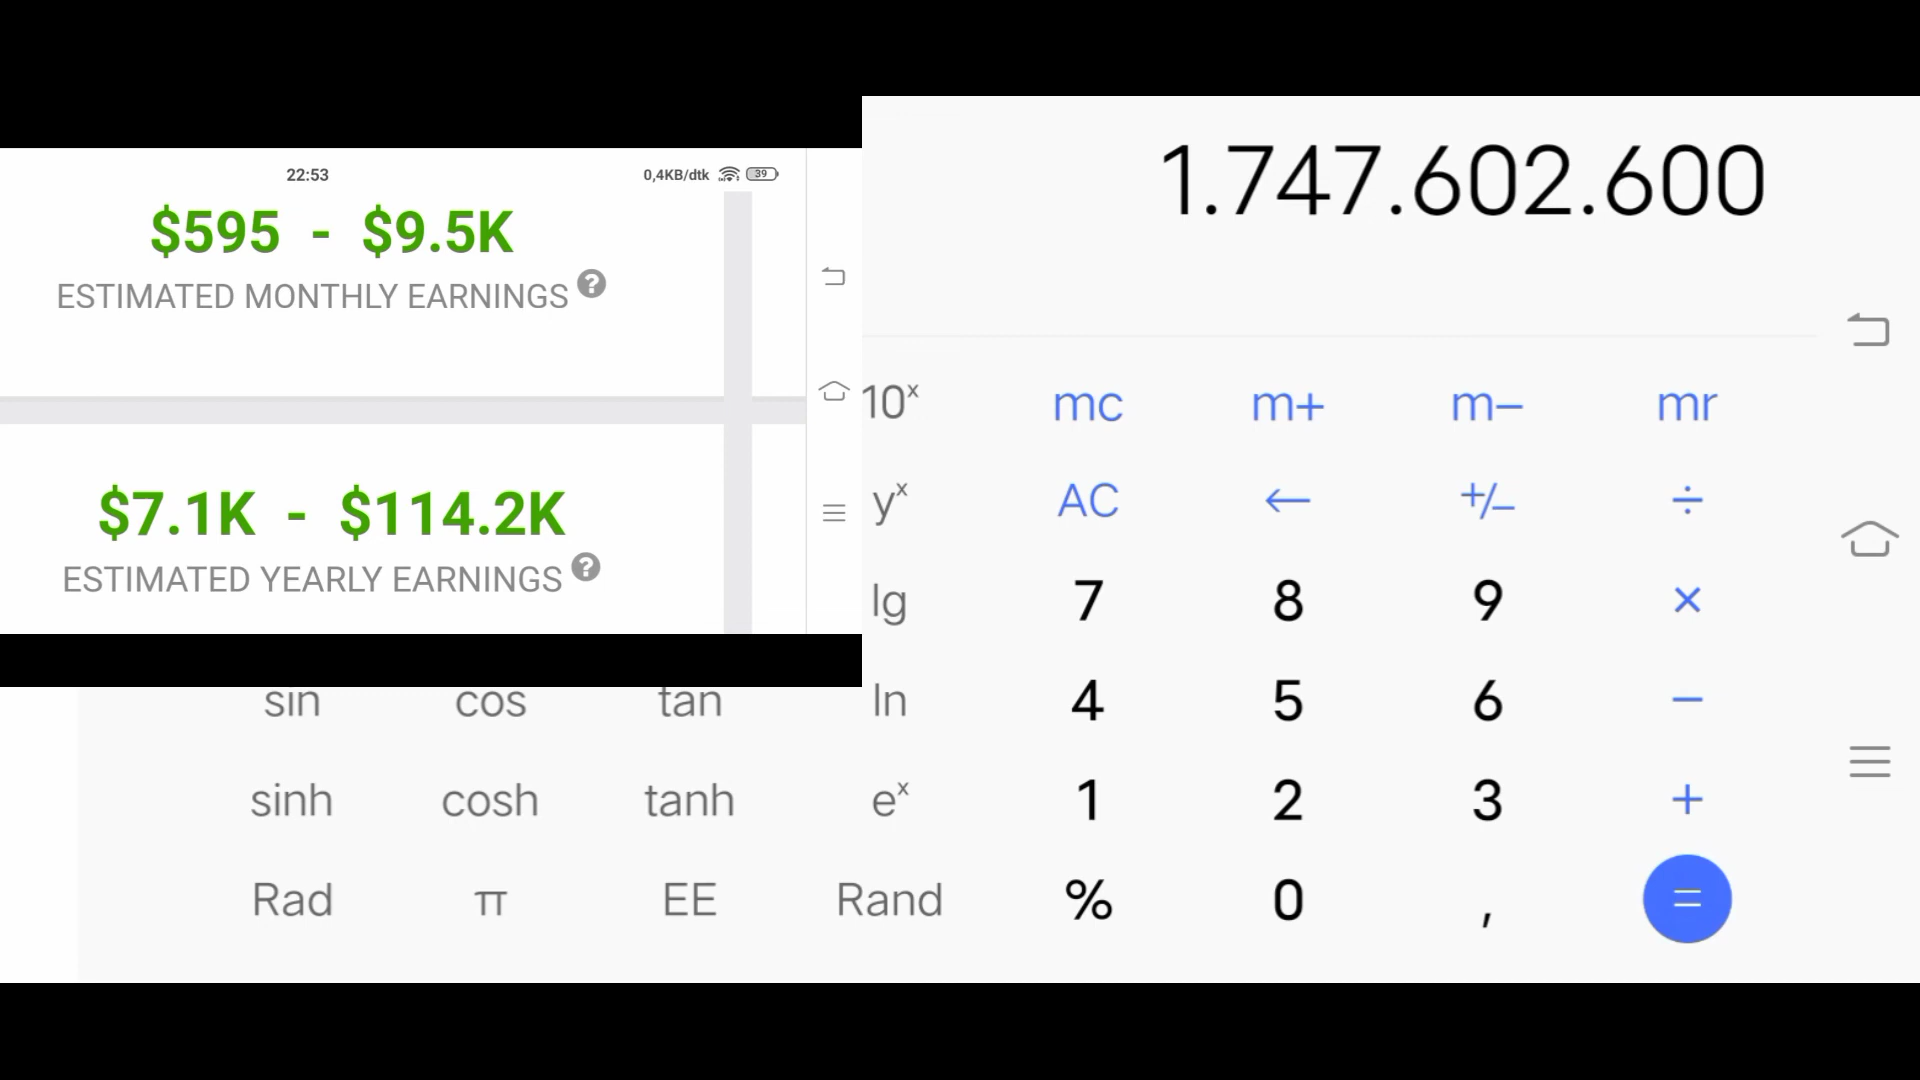 22:53 0,4KB/dtk 39
$595 - $9.5K
ESTIMATED MONTHLY EARNINGS ?
$7.1K - $114.2K
ESTIMATED YEARLY EARNINGS ?
1.747.602.600
10ˣ mc m+ m– mr
yˣ AC ← +/– ÷
lg 7 8 9 ×
sin cos tan ln 4 5 6 –
sinh cosh tanh eˣ 1 2 3 +
Rad π EE Rand % 0 , =